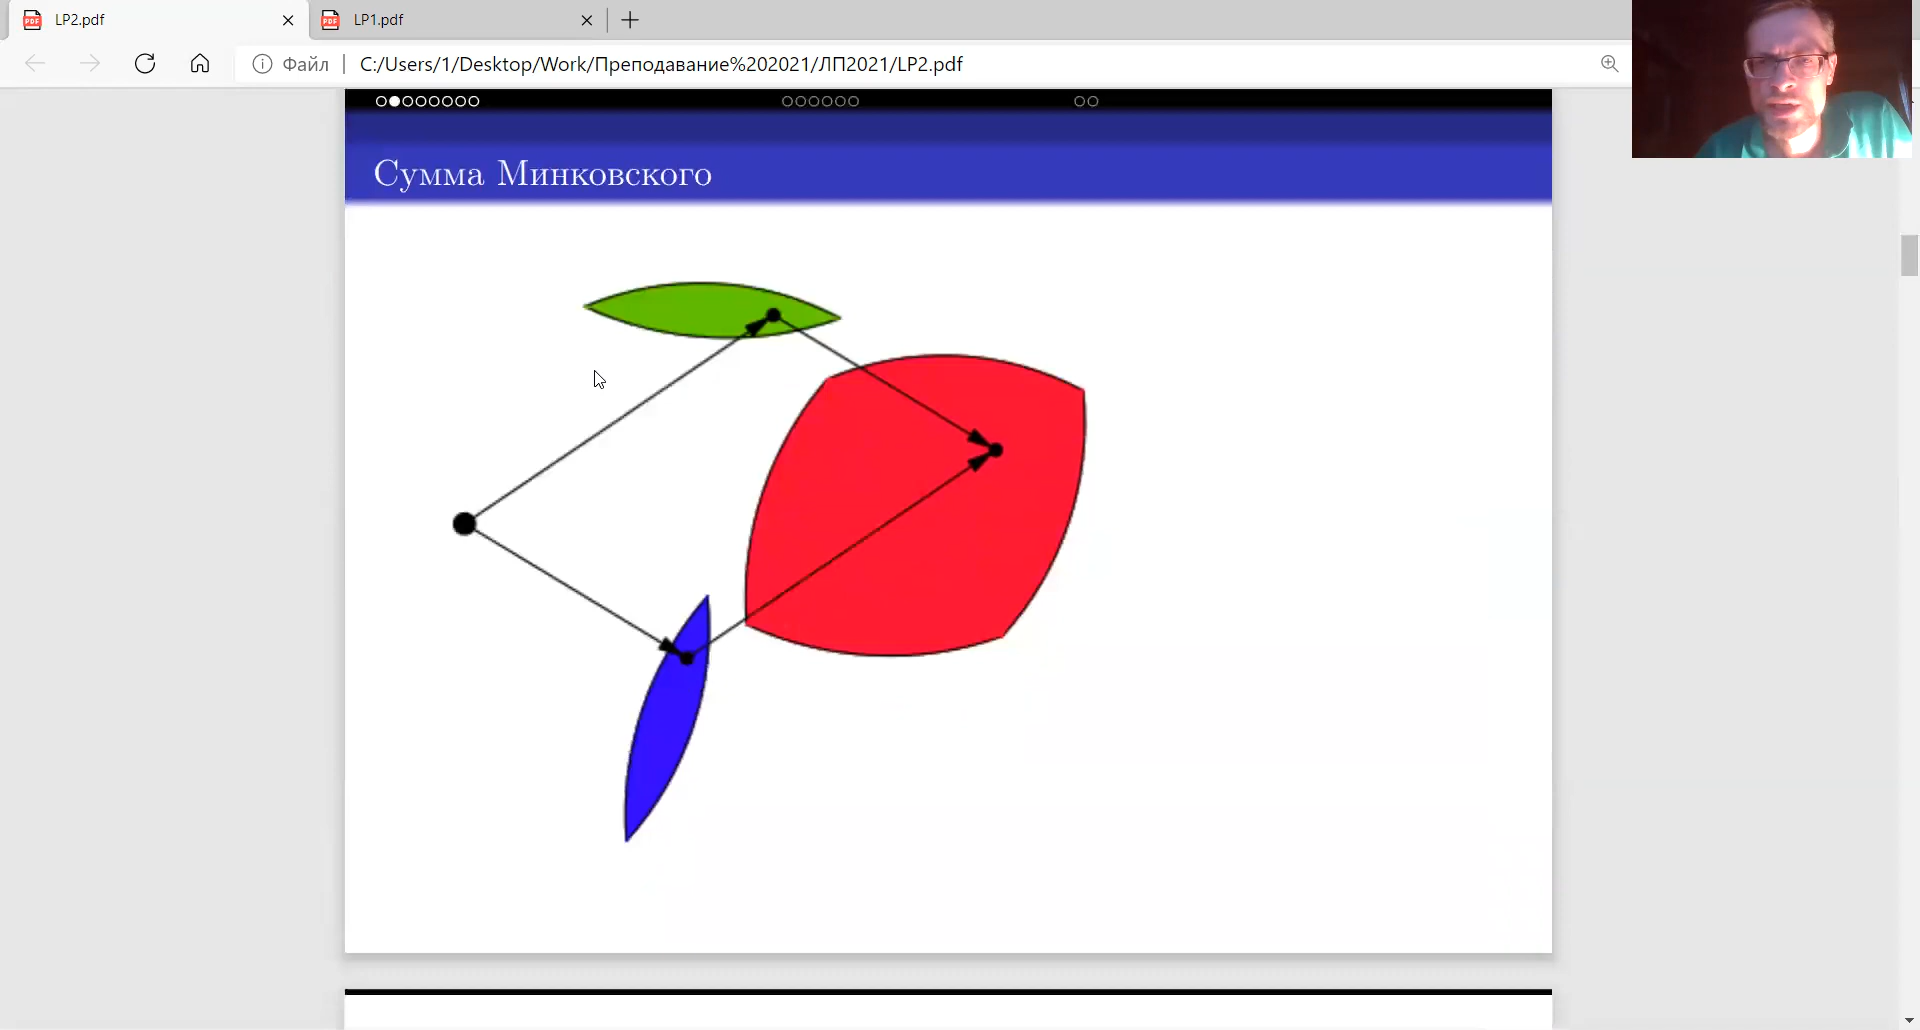 LP2.pdf
LP1.pdf
Файл
C:/Users/1/Desktop/Work/Преподавание%202021/ЛП2021/LP2.pdf
Сумма Минковского